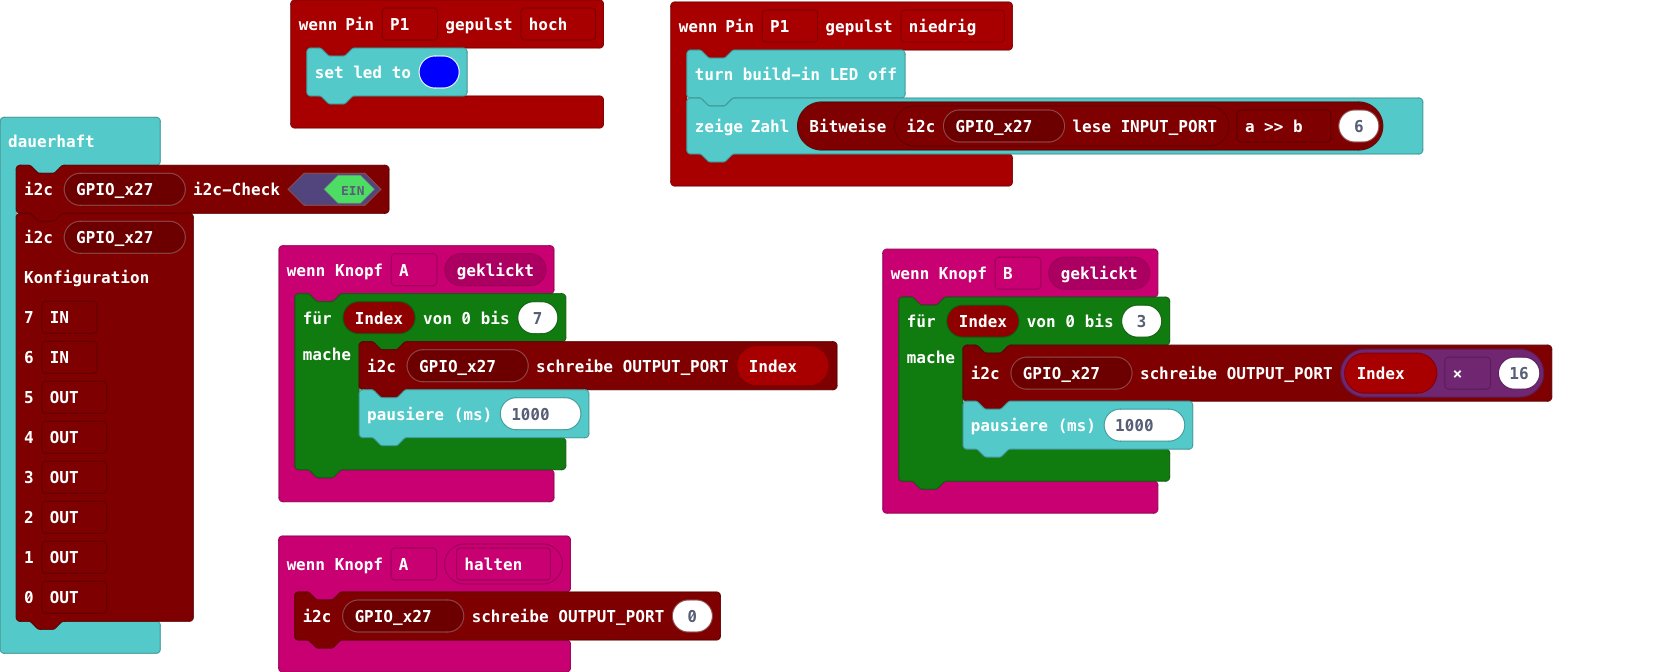 wenn Pin P1 gepulst hoch
set led to
wenn Pin P1 gepulst niedrig
turn build-in LED off
zeige Zahl Bitweise i2c GPIO_x27 lese INPUT_PORT a >> b 6
dauerhaft
i2c GPIO_x27 i2c-Check EIN
i2c GPIO_x27
Konfiguration
7 IN
6 IN
5 OUT
4 OUT
3 OUT
2 OUT
1 OUT
0 OUT
wenn Knopf A geklickt
für Index von 0 bis 7
mache i2c GPIO_x27 schreibe OUTPUT_PORT Index
pausiere (ms) 1000
wenn Knopf B geklickt
für Index von 0 bis 3
mache i2c GPIO_x27 schreibe OUTPUT_PORT Index × 16
pausiere (ms) 1000
wenn Knopf A halten
i2c GPIO_x27 schreibe OUTPUT_PORT 0